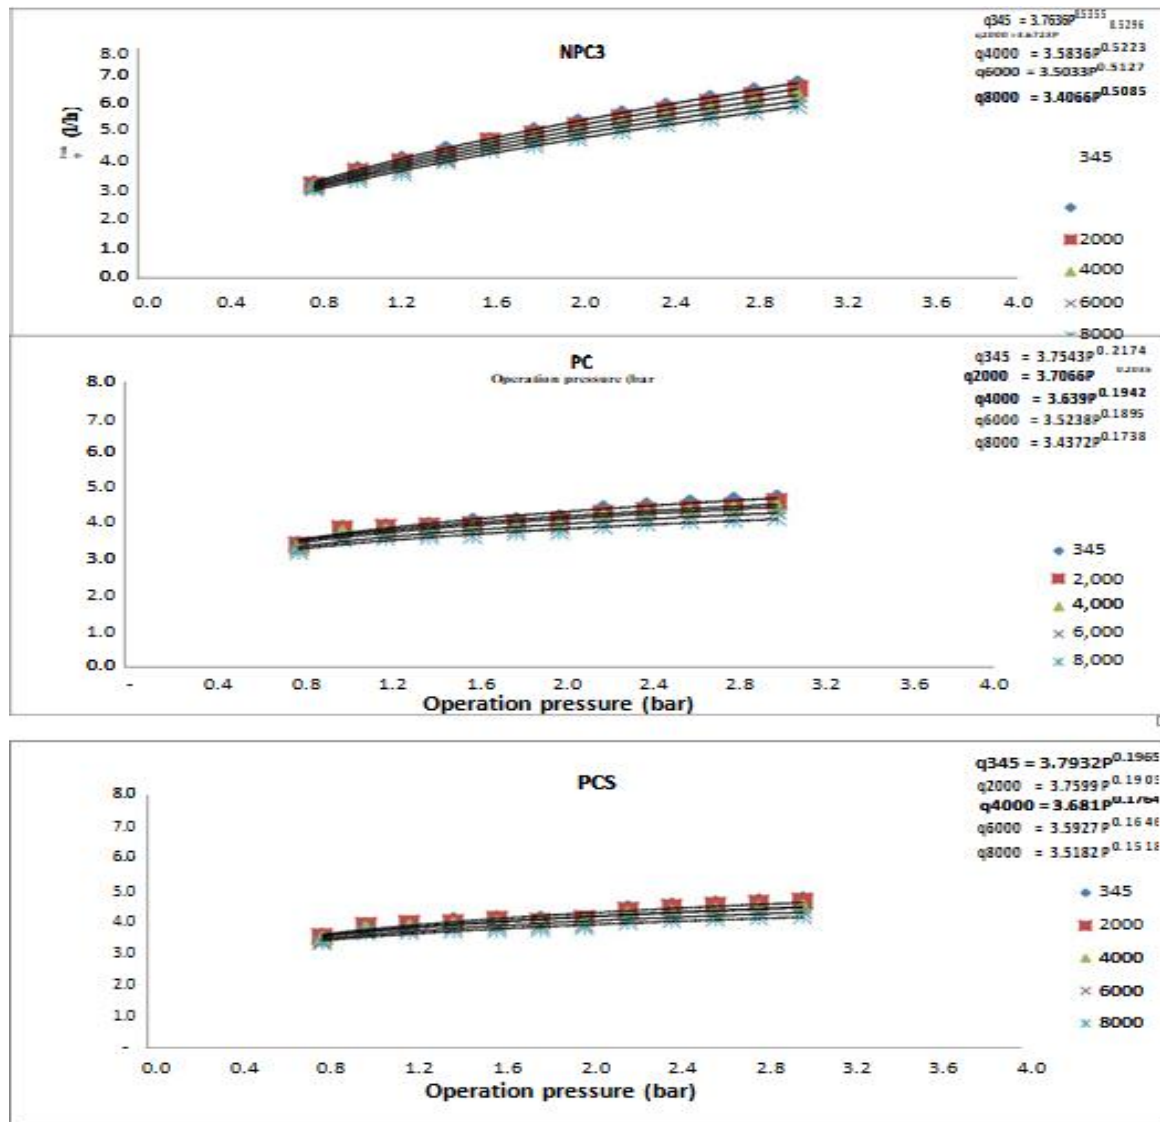 q345 = 3.7636P
NPC3
q4000 = 3.5836P0.5223
q6000 = 3.5033P0.5127
q8000 = 3.4066P0.5085
8.0
7.0
6.0
(l/h)
5.0
4.0
3.0
2.0
1.0
0.0
345
2000
4000
6000
8000
0.0 0.4 0.8 1.2 1.6 2.0 2.4 2.8 3.6 4.0
PC
Operation pressure (bar
q345 = 3.7543P0.2174
q2000 = 3.7066P
q4000 = 3.639P0.1942
q6000 = 3.5238P0.1895
q8000 = 3.4372P0.1738
8.0
7.0
6.0
5.0
4.0
3.0
2.0
1.0
0.0
345
2,000
4,000
6,000
8,000
- 0.4 0.8 1.2 1.6 2.0 2.4 2.8 3.2 3.6 4.0
Operation pressure (bar)
PCS
q345 = 3.7932P0.1965
q2000 = 3.7599P
q4000 = 3.681P0.1764
q6000 = 3.5927P0.1646
q8000 = 3.5182P0.1518
8.0
7.0
6.0
5.0
4.0
3.0
2.0
1.0
-
345
2000
4000
6000
8000
0.0 0.4 0.8 1.2 1.6 2.0 2.4 2.8 3.2 3.6 4.0
Operation pressure (bar)